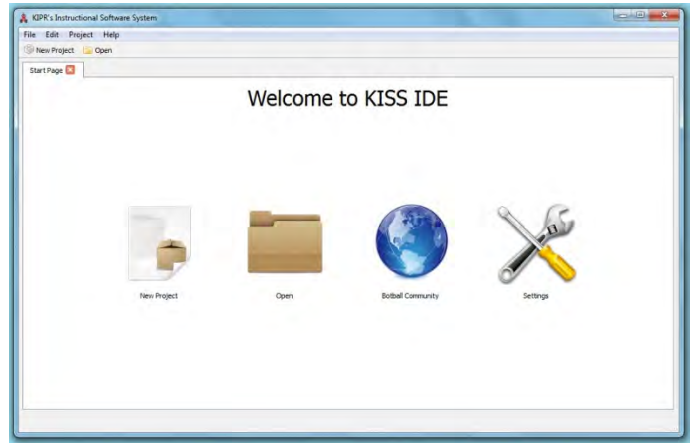 KIPR's Instructional Software System
File Edit Project Help
New Project Open
Start Page
Welcome to KISS IDE
New Project Open Botball Community Settings